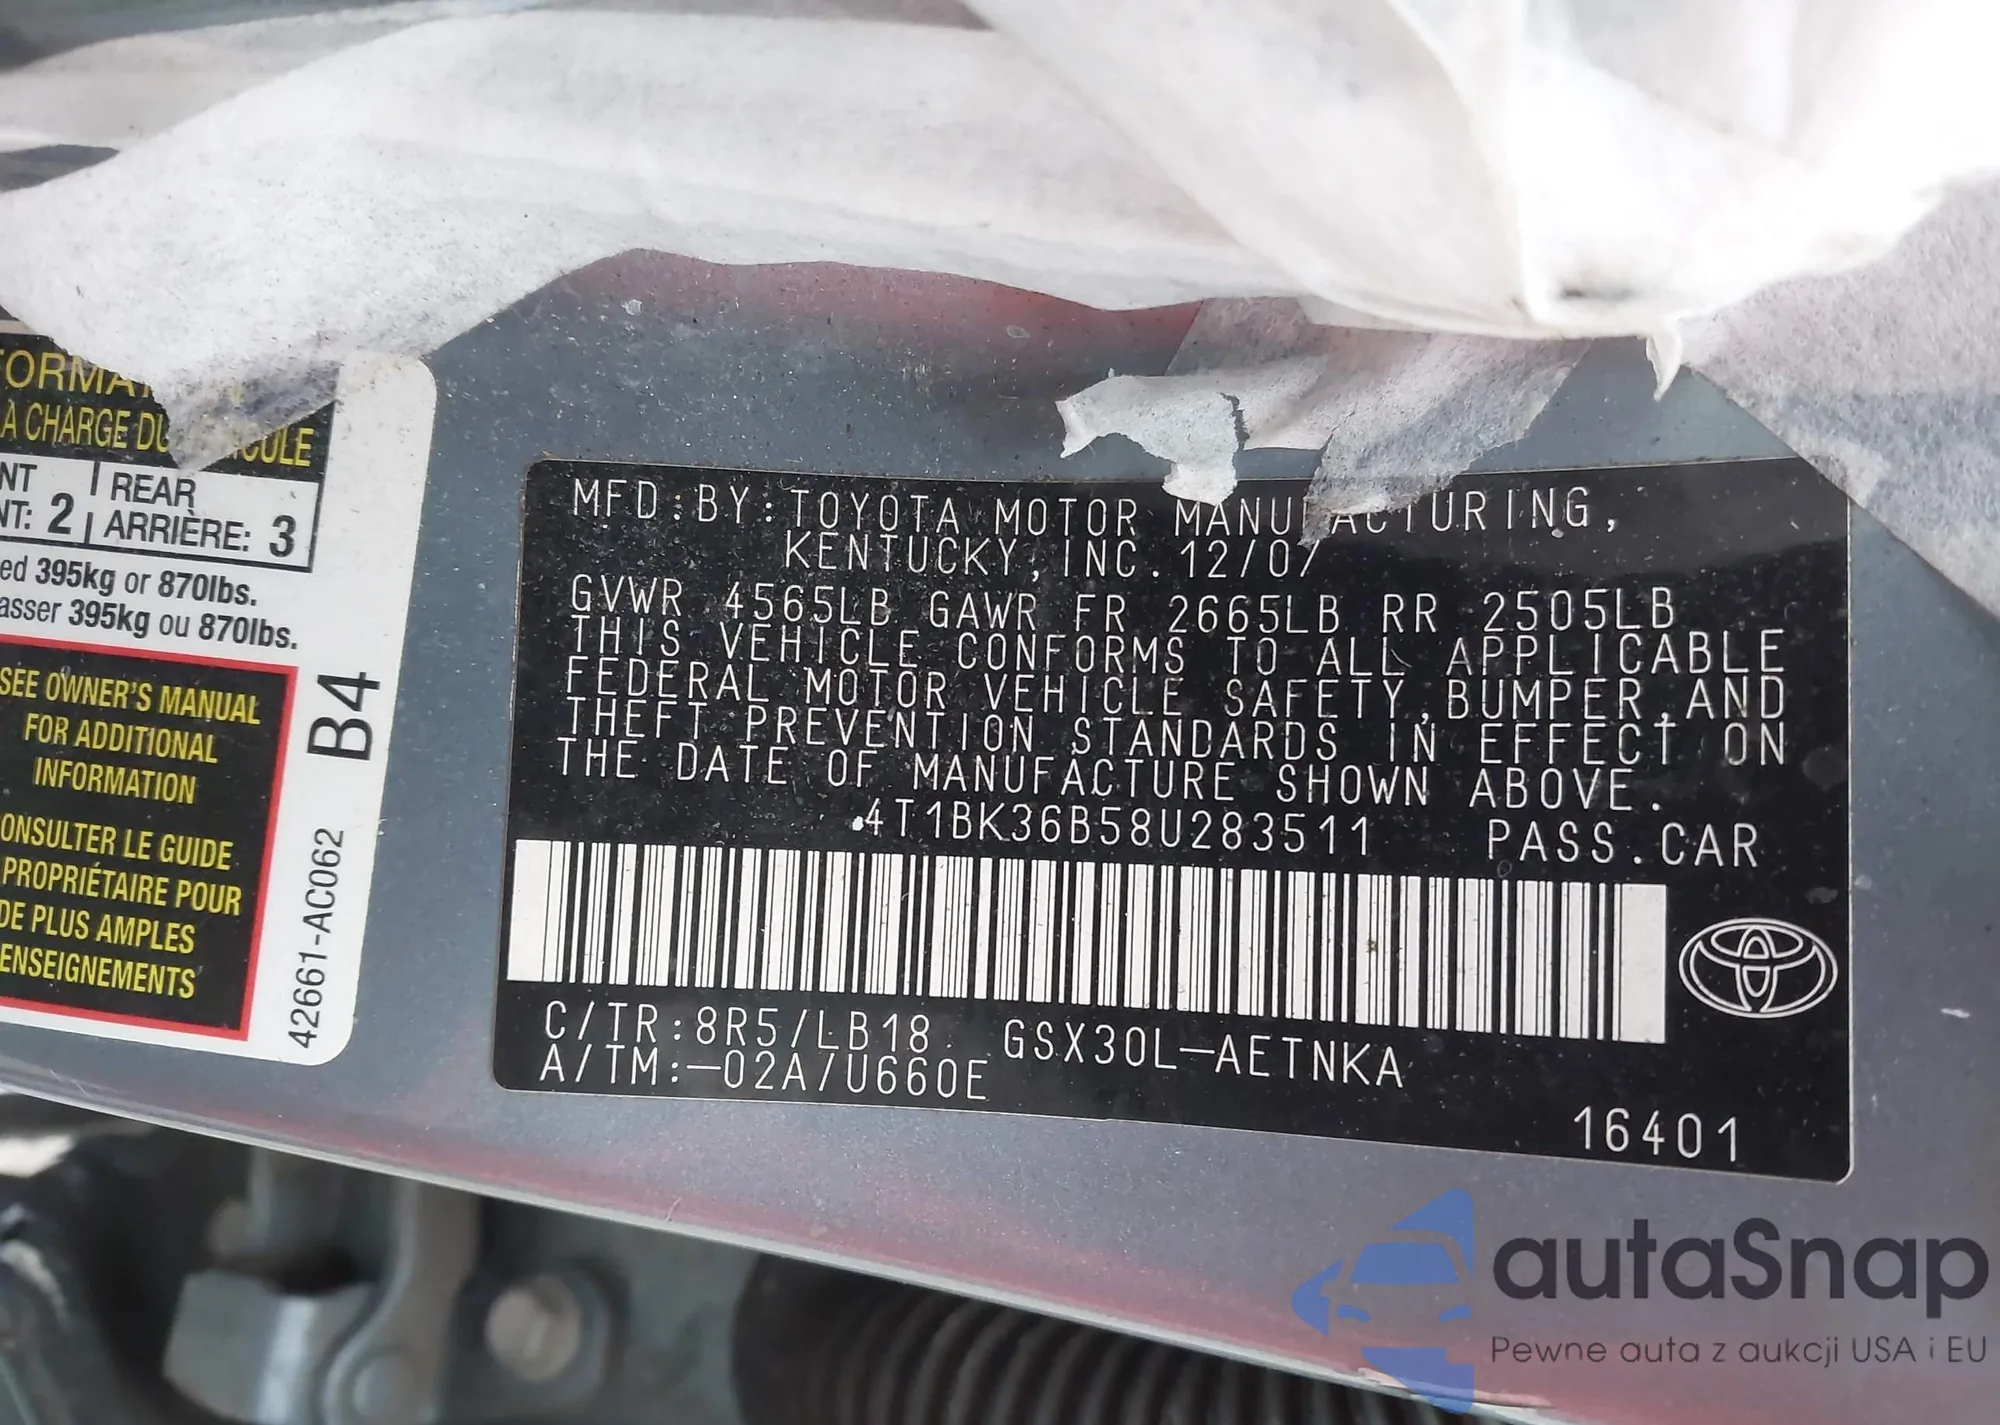 FORMAT
À CHARGE DU VÉHICULE
NT REAR
NT: 2 ARRIÈRE: 3
ed 395kg or 870lbs.
asser 395kg ou 870lbs.
SEE OWNER'S MANUAL
FOR ADDITIONAL
INFORMATION
ONSULTER LE GUIDE
PROPRIÉTAIRE POUR
DE PLUS AMPLES
ENSEIGNEMENTS
42661-AC062 B4
MFD.BY:TOYOTA MOTOR MANUFACTURING,
KENTUCKY,INC. 12/07
GVWR 4565LB GAWR FR 2665LB RR 2505LB
THIS VEHICLE CONFORMS TO ALL APPLICABLE
FEDERAL MOTOR VEHICLE SAFETY,BUMPER,AND
THEFT PREVENTION STANDARDS IN EFFECT ON
THE DATE OF MANUFACTURE SHOWN ABOVE.
4T1BK36B58U283511 PASS.CAR
C/TR:8R5/LB18 GSX30L-AETNKA
A/TM:-02A/U660E
16401
autaSnap
Pewne auta z aukcji USA i EU